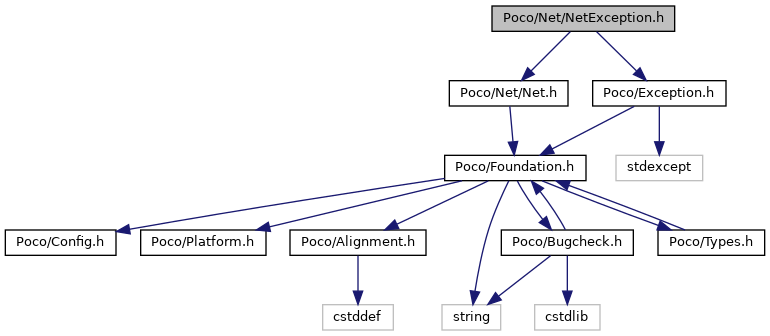 Poco/Net/NetException.h
Poco/Net/Net.h
Poco/Exception.h
Poco/Foundation.h
stdexcept
Poco/Config.h
Poco/Platform.h
Poco/Alignment.h
Poco/Bugcheck.h
Poco/Types.h
cstddef
string
cstdlib